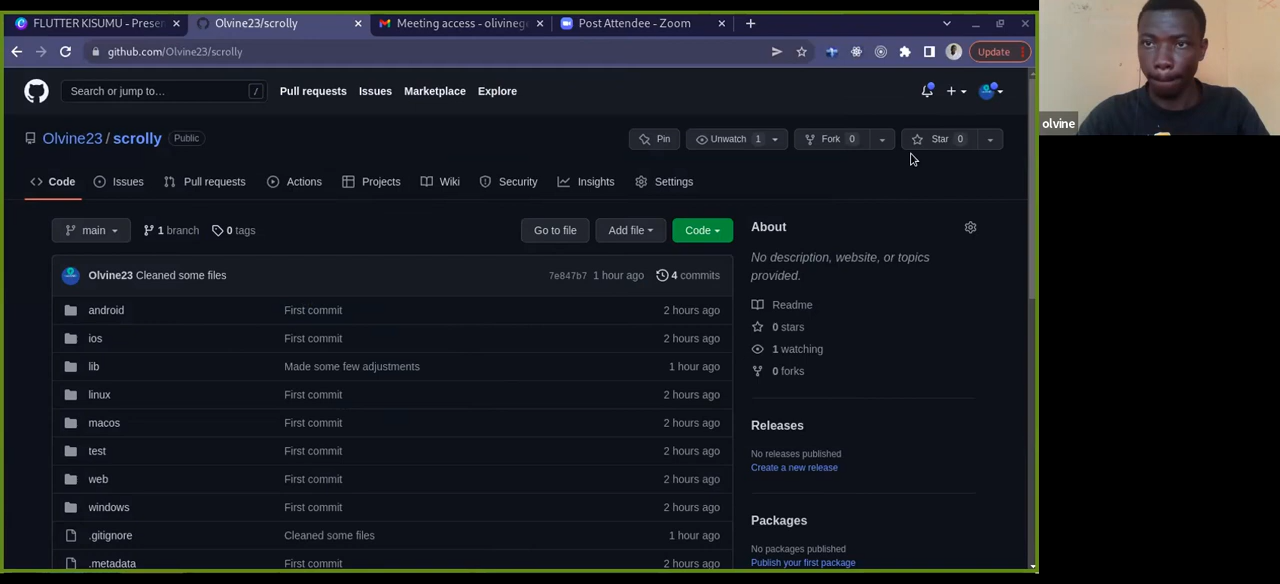 FLUTTER KISUMU - Presen
Olvine23/scrolly
Meeting access - olivinege
Post Attendee - Zoom
github.com/Olvine23/scrolly
Update
Search or jump to…
/
Pull requests
Issues
Marketplace
Explore
olvine
Olvine23 / scrolly
Public
Pin
Unwatch 1
Fork 0
Star 0
<> Code
Issues
Pull requests
Actions
Projects
Wiki
Security
Insights
Settings
main
1 branch
0 tags
Go to file
Add file
Code
Olvine23 Cleaned some files
7e847b7 1 hour ago
4 commits
android First commit 2 hours ago
ios First commit 2 hours ago
lib Made some few adjustments 1 hour ago
linux First commit 2 hours ago
macos First commit 2 hours ago
test First commit 2 hours ago
web First commit 2 hours ago
windows First commit 2 hours ago
.gitignore Cleaned some files 1 hour ago
.metadata First commit 2 hours ago
About
No description, website, or topics
provided.
Readme
0 stars
1 watching
0 forks
Releases
No releases published
Create a new release
Packages
No packages published
Publish your first package